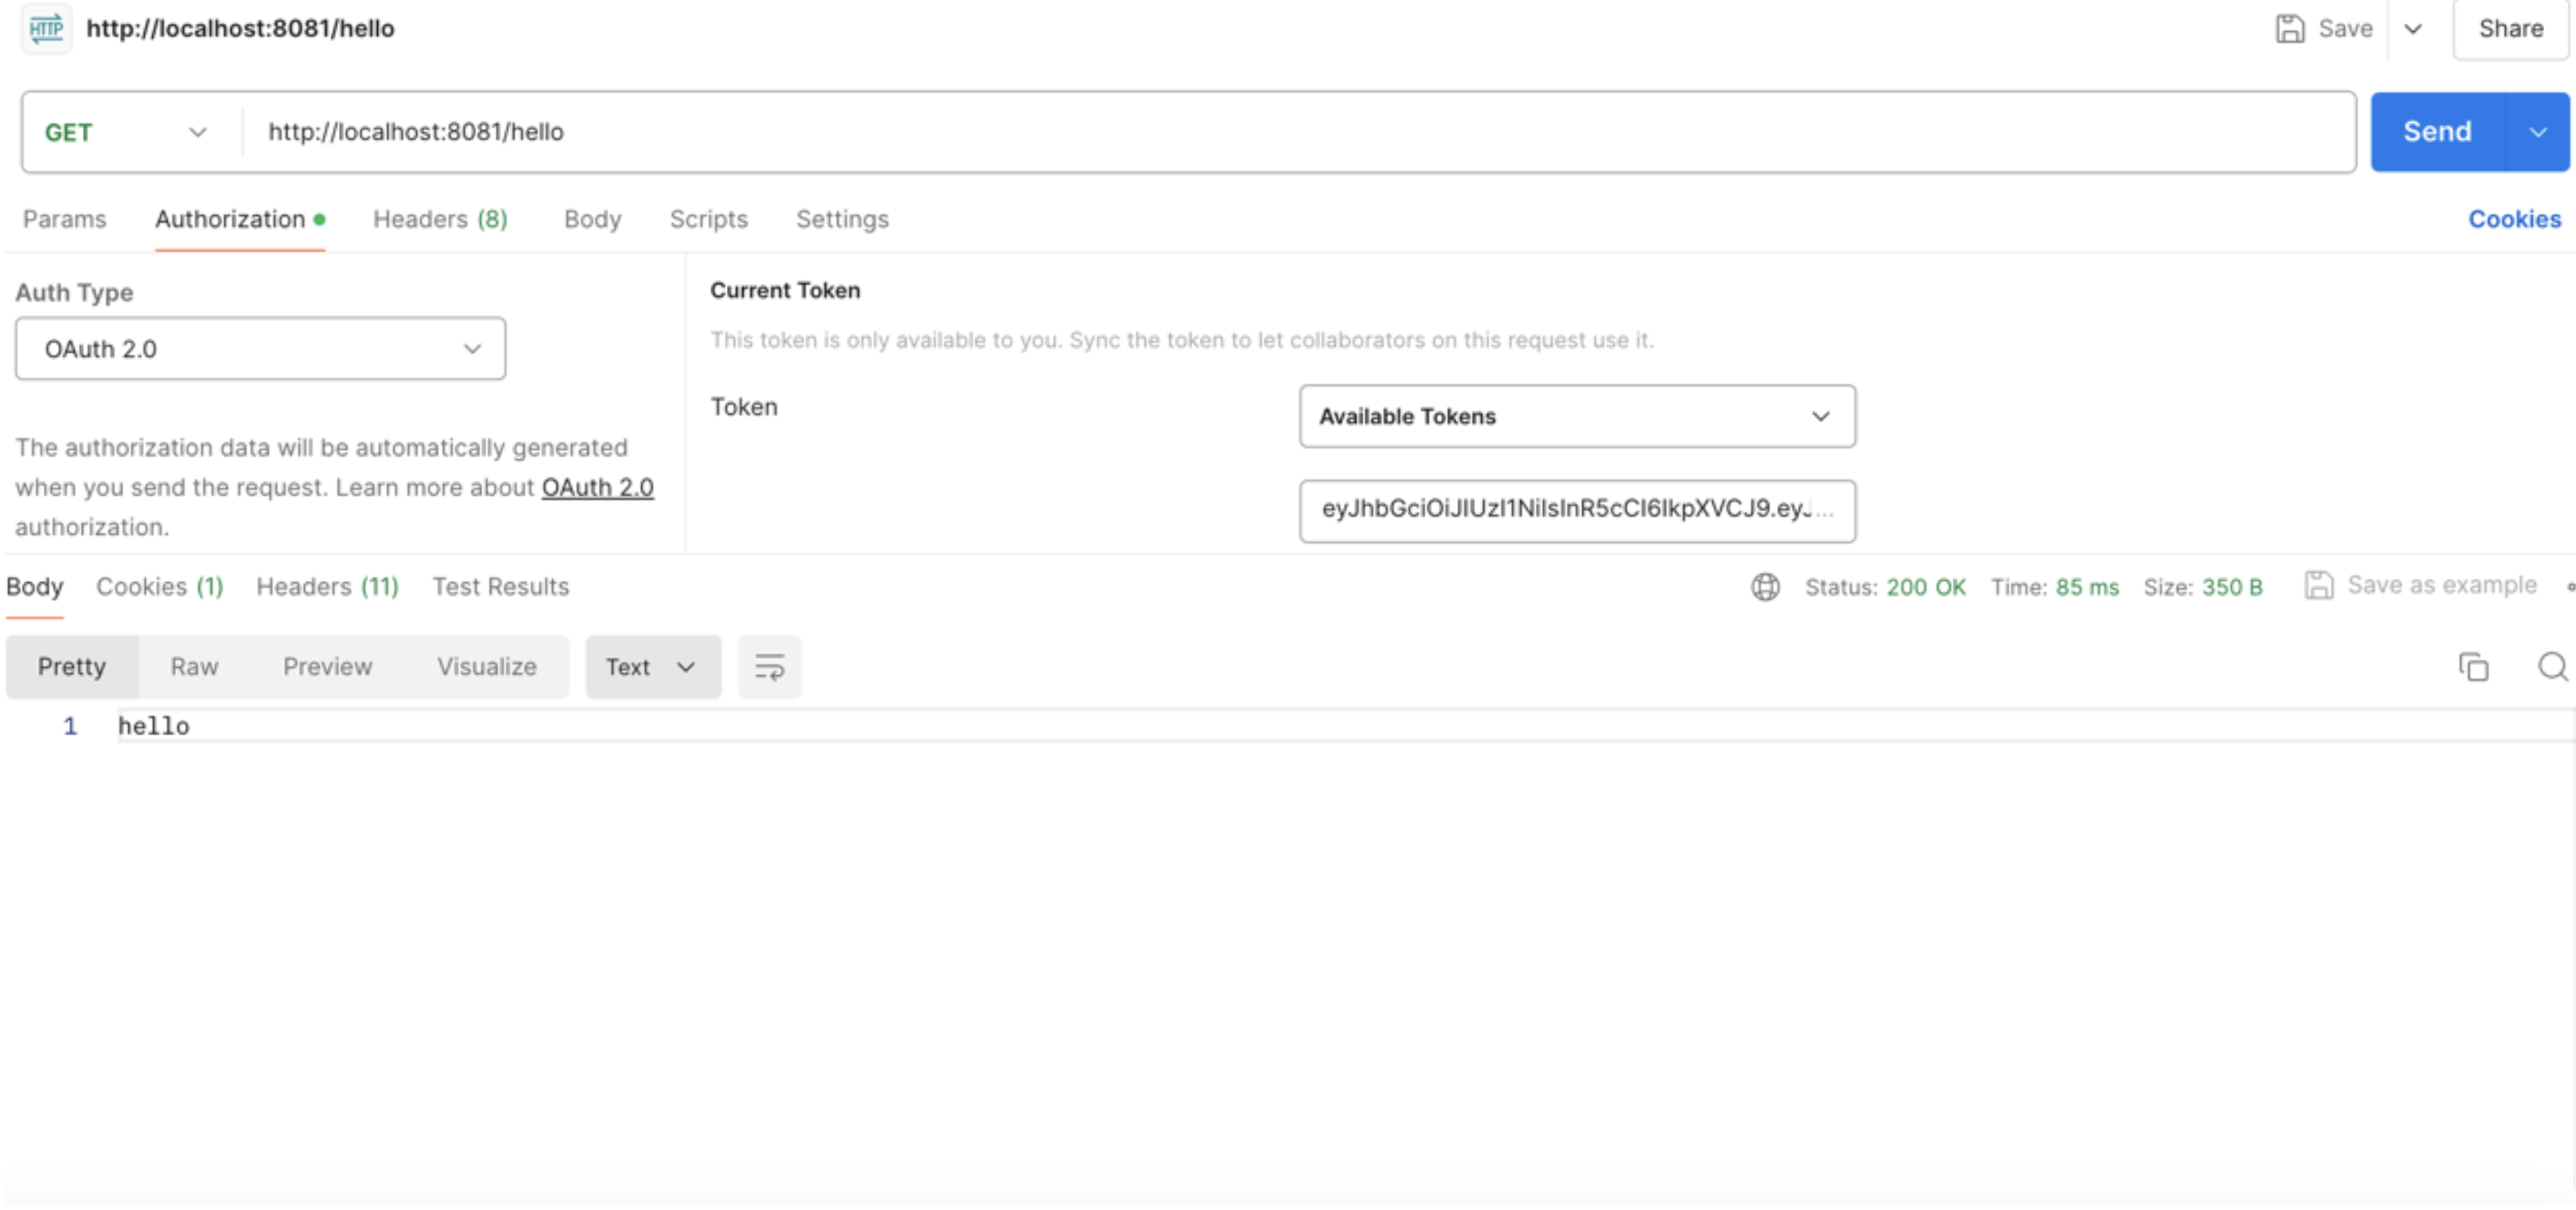 HTTP http://localhost:8081/hello Save Share
GET http://localhost:8081/hello Send
Params Authorization Headers (8) Body Scripts Settings Cookies
Auth Type
OAuth 2.0
The authorization data will be automatically generated
when you send the request. Learn more about OAuth 2.0
authorization.
Current Token
This token is only available to you. Sync the token to let collaborators on this request use it.
Token Available Tokens
eyJhbGciOiJIUzI1NiIsInR5cCI6IkpXVCJ9.eyJ...
Body Cookies (1) Headers (11) Test Results Status: 200 OK Time: 85 ms Size: 350 B Save as example
Pretty Raw Preview Visualize Text
1 hello